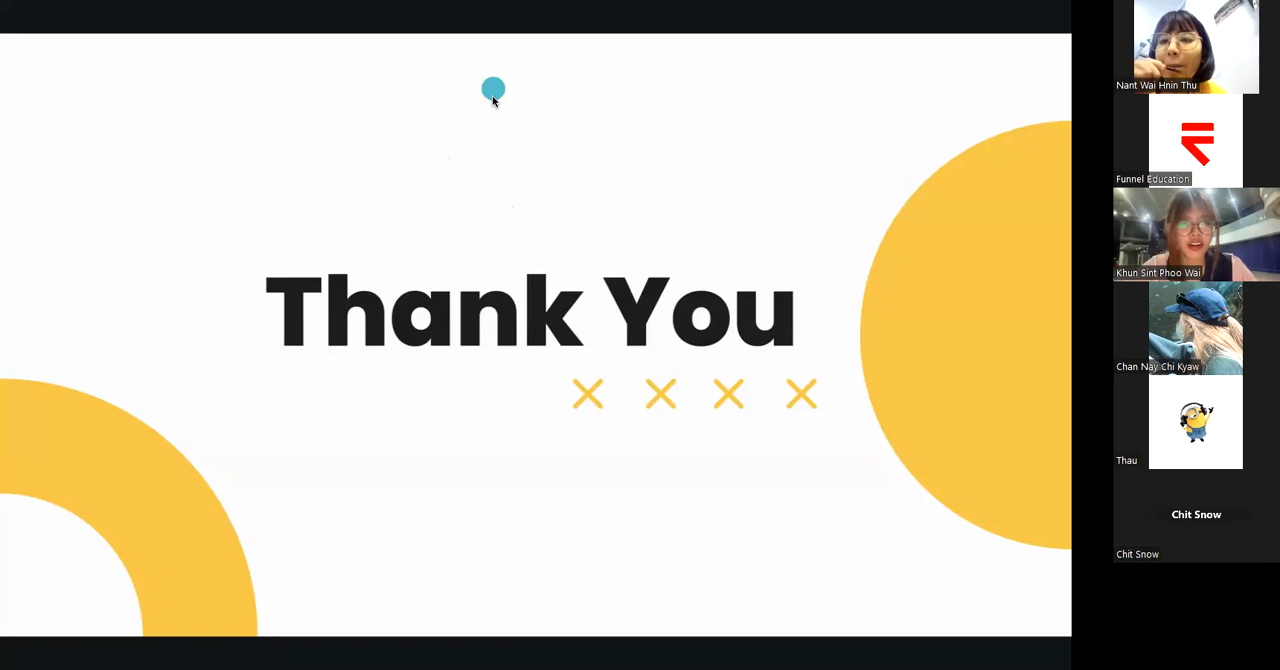 Thank You
Nant Wai Hnin Thu
Funnel Education
Khun Sint Phoo Wai
Chan Nay Chi Kyaw
Thau
Chit Snow
Chit Snow